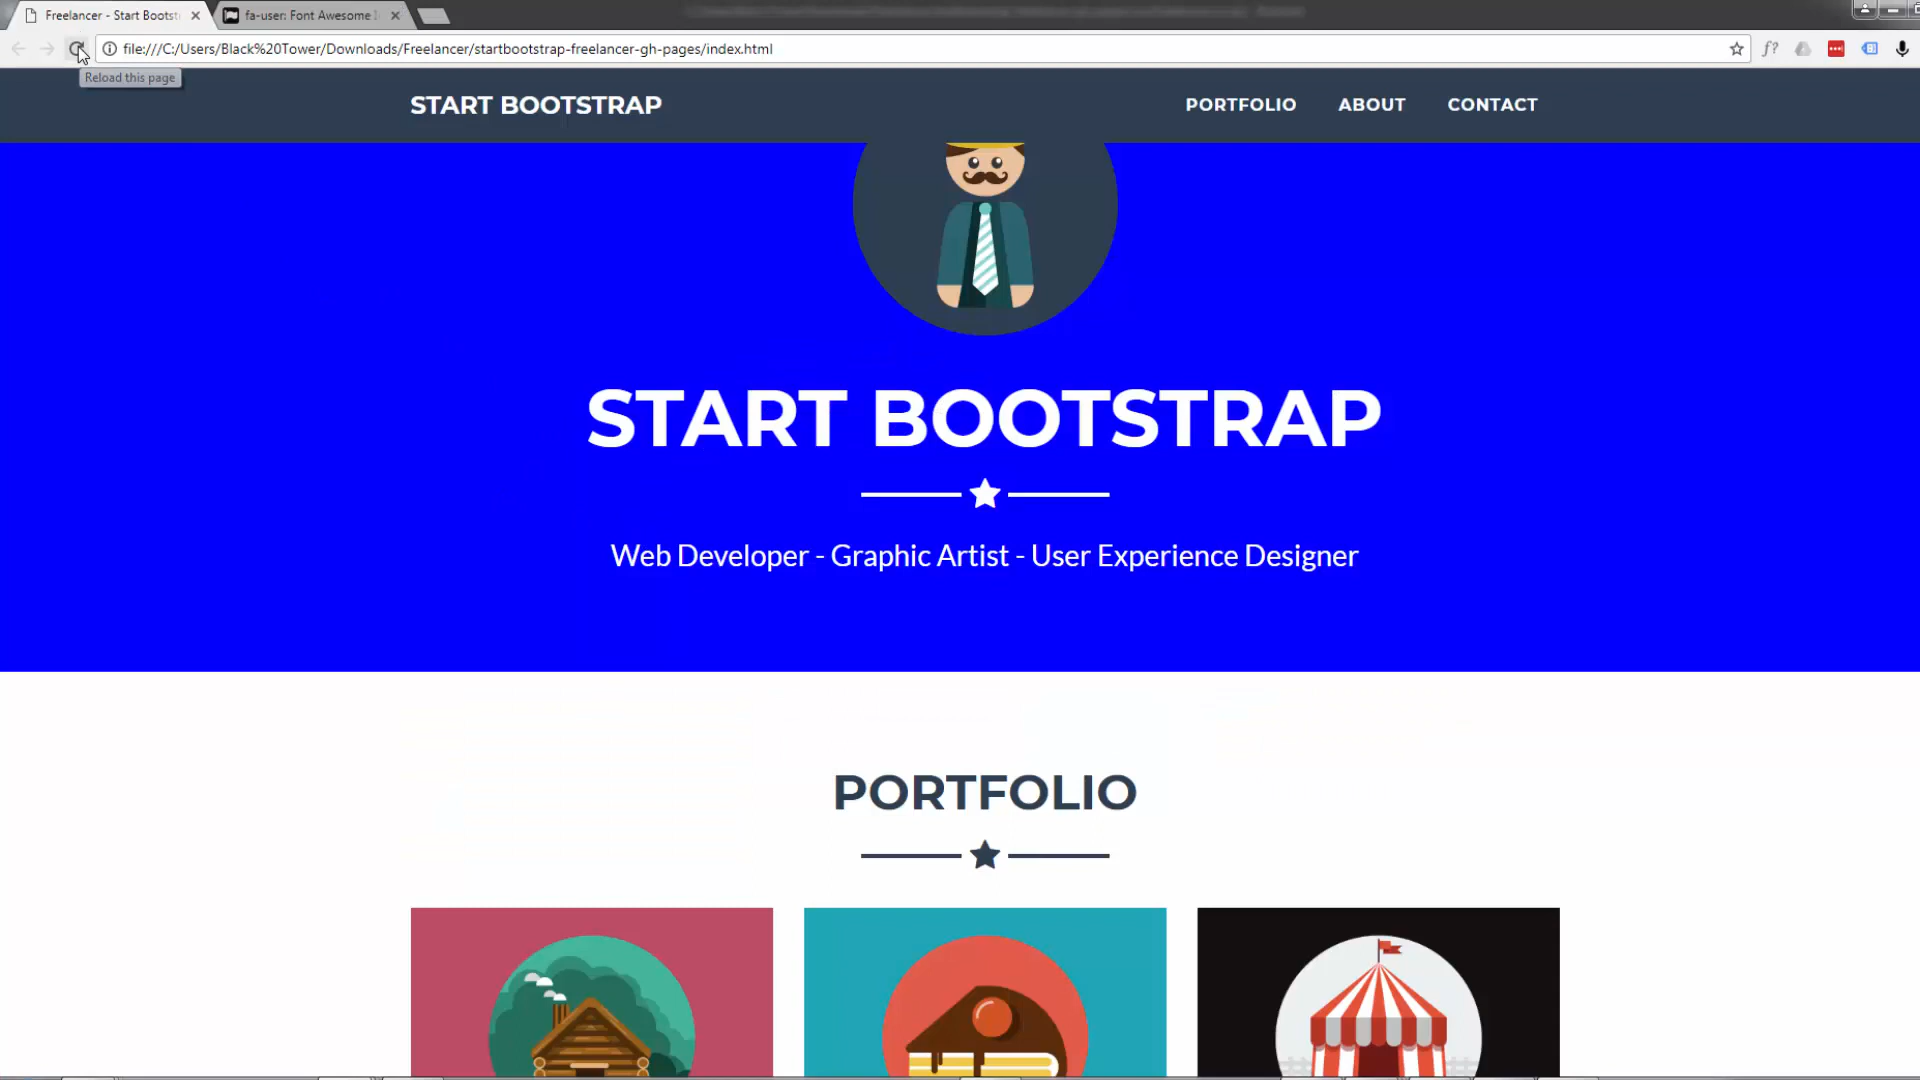 Freelancer - Start Bootst
fa-user: Font Awesome I
file:///C:/Users/Black%20Tower/Downloads/Freelancer/startbootstrap-freelancer-gh-pages/index.html
f?
Reload this page
START BOOTSTRAP
PORTFOLIO
ABOUT
CONTACT
START BOOTSTRAP
Web Developer - Graphic Artist - User Experience Designer
PORTFOLIO